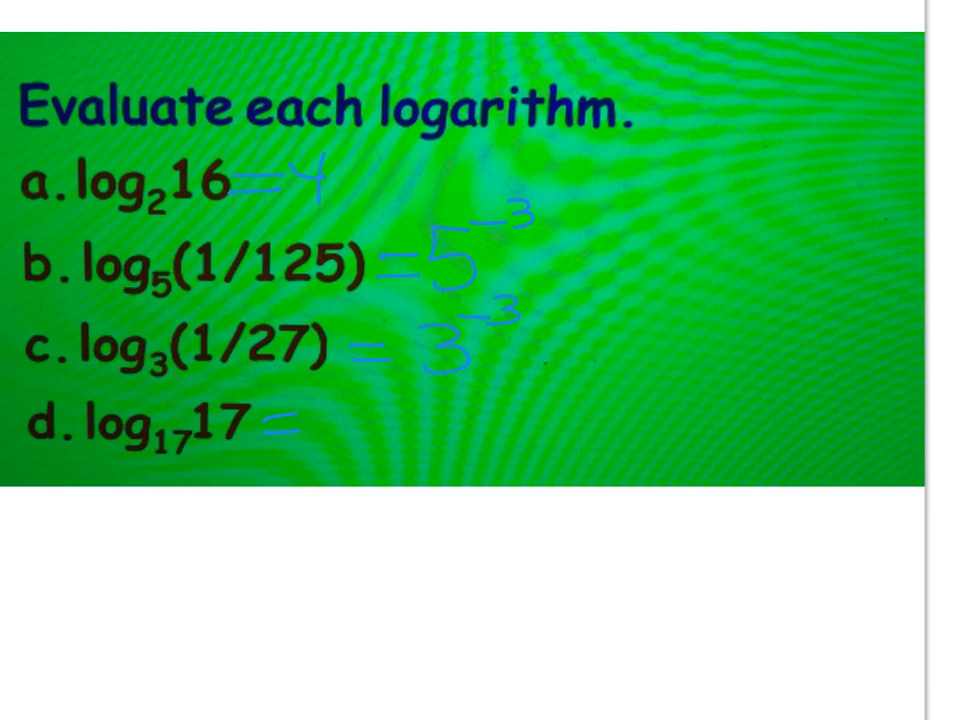 Evaluate each logarithm.
a. log₂16 = 4
b. log₅(1/125) = 5⁻³
c. log₃(1/27) = 3⁻³
d. log₁₇17 =